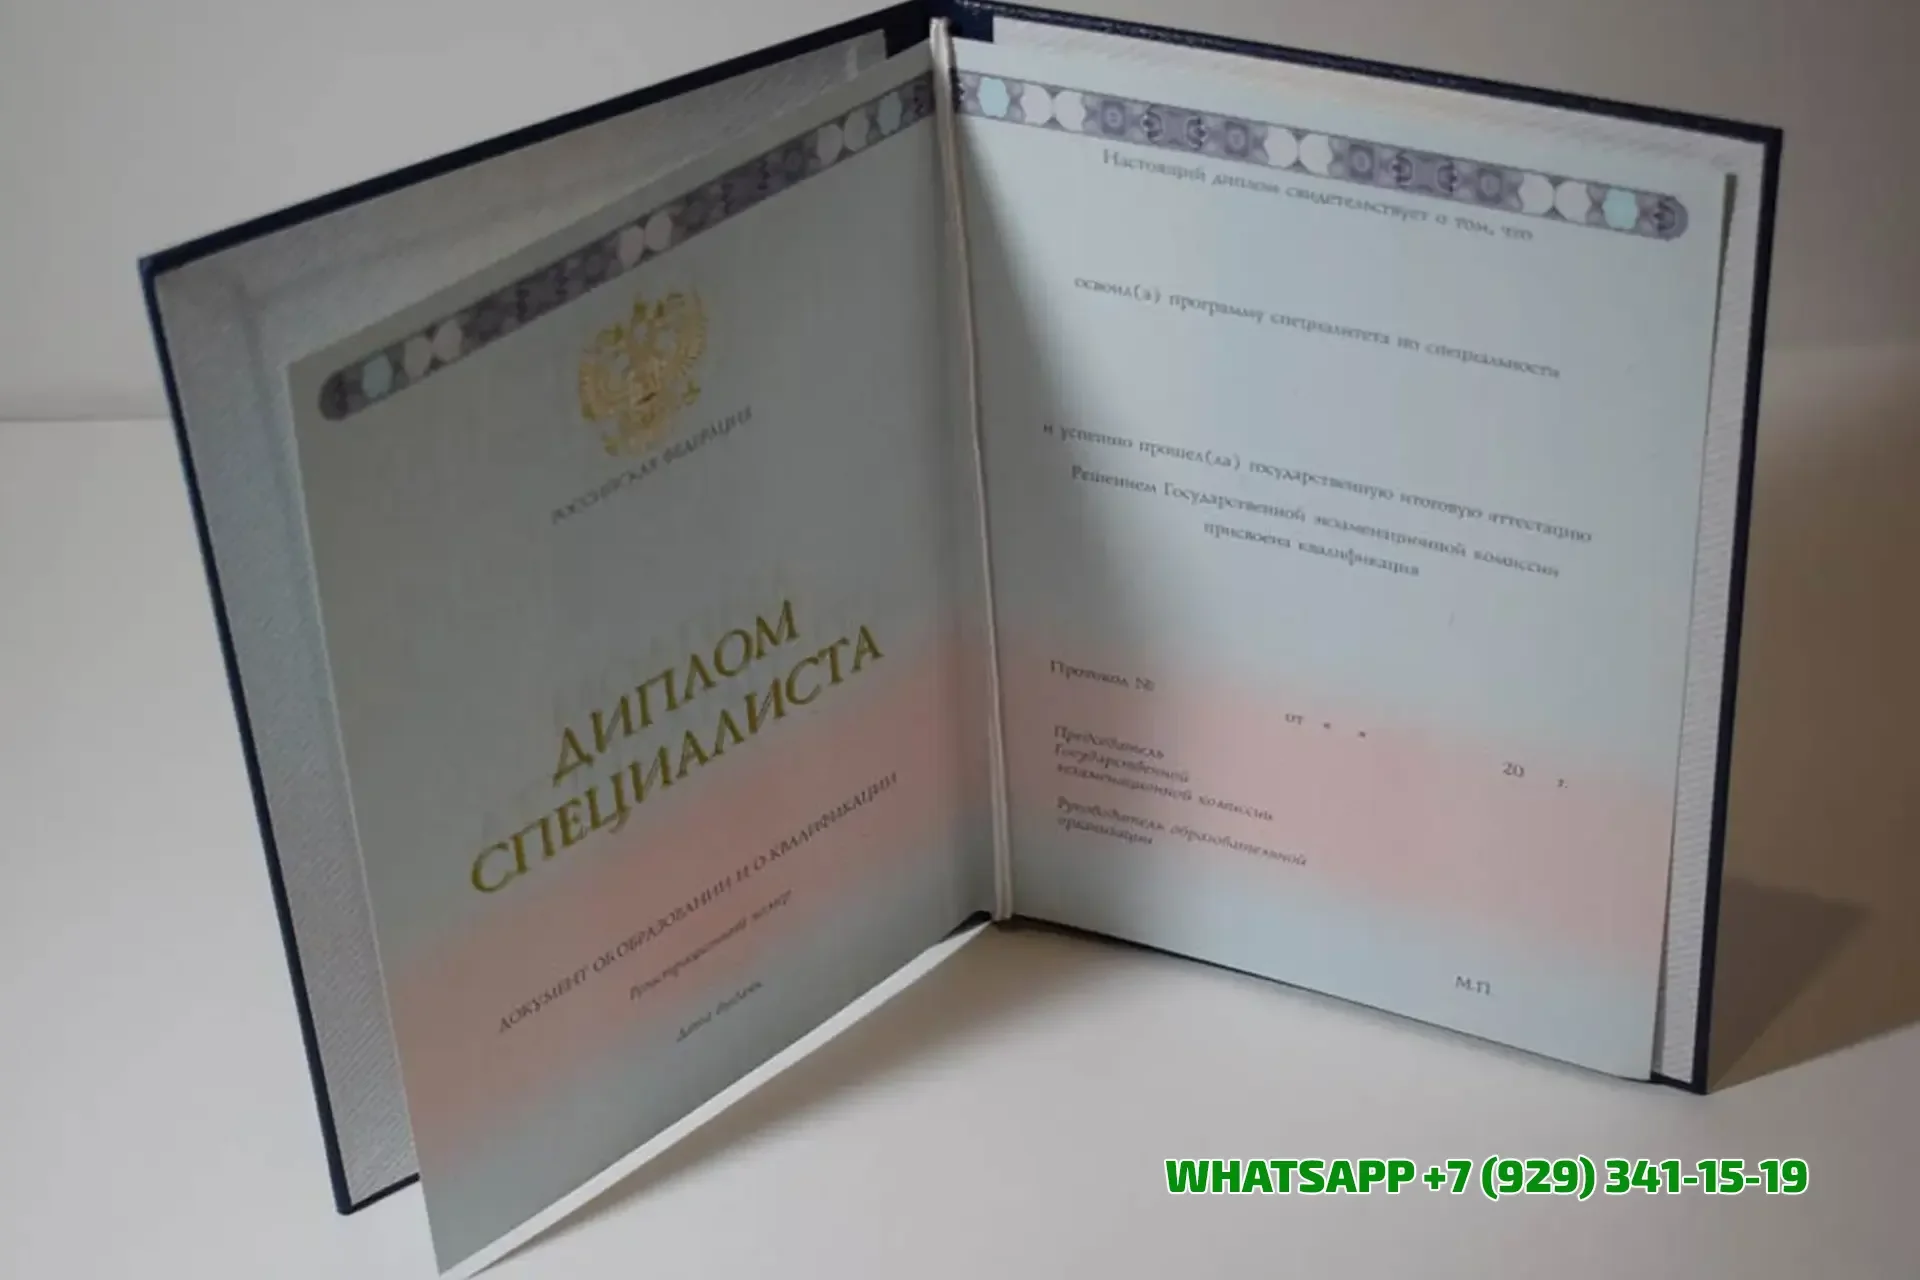 РОССИЙСКАЯ ФЕДЕРАЦИЯ
ДИПЛОМ
СПЕЦИАЛИСТА
ДОКУМЕНТ ОБ ОБРАЗОВАНИИ И О КВАЛИФИКАЦИИ
Регистрационный номер
Дата выдачи
Настоящий диплом свидетельствует о том, что
освоил(а) программу специалитета по специальности
и успешно прошел(ла) государственную итоговую аттестацию
Решением Государственной экзаменационной комиссии
присвоена квалификация
Протокол №
от « »
20 г.
Председатель
Государственной
экзаменационной комиссии
Руководитель образовательной
организации
М.П.
WHATSAPP +7 (929) 341-15-19